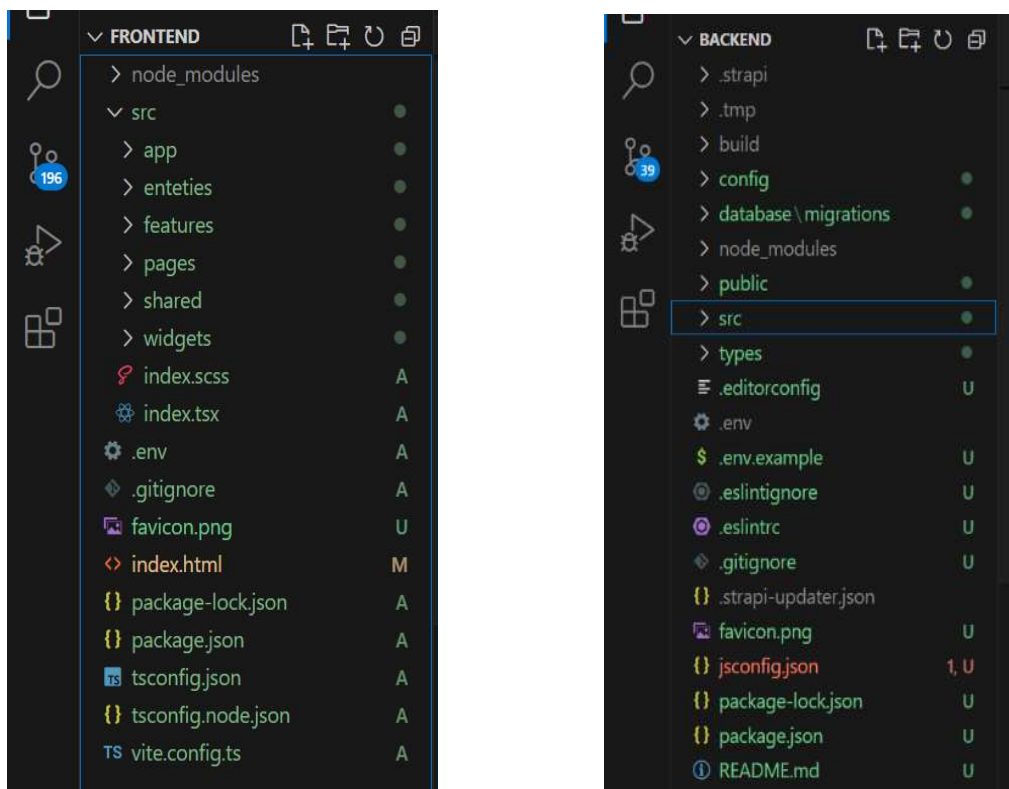 FRONTEND
node_modules
src
app
enteties
features
pages
shared
widgets
index.scss A
index.tsx A
.env A
.gitignore A
favicon.png U
index.html M
package-lock.json A
package.json A
TS tsconfig.json A
tsconfig.node.json A
TS vite.config.ts A
196
BACKEND
.strapi
.tmp
build
config
database\migrations
node_modules
public
src
types
.editorconfig U
.env
$ .env.example U
.eslintignore U
.eslintrc U
.gitignore U
{} .strapi-updater.json
favicon.png U
{} jsconfig.json 1, U
{} package-lock.json U
{} package.json U
README.md U
39